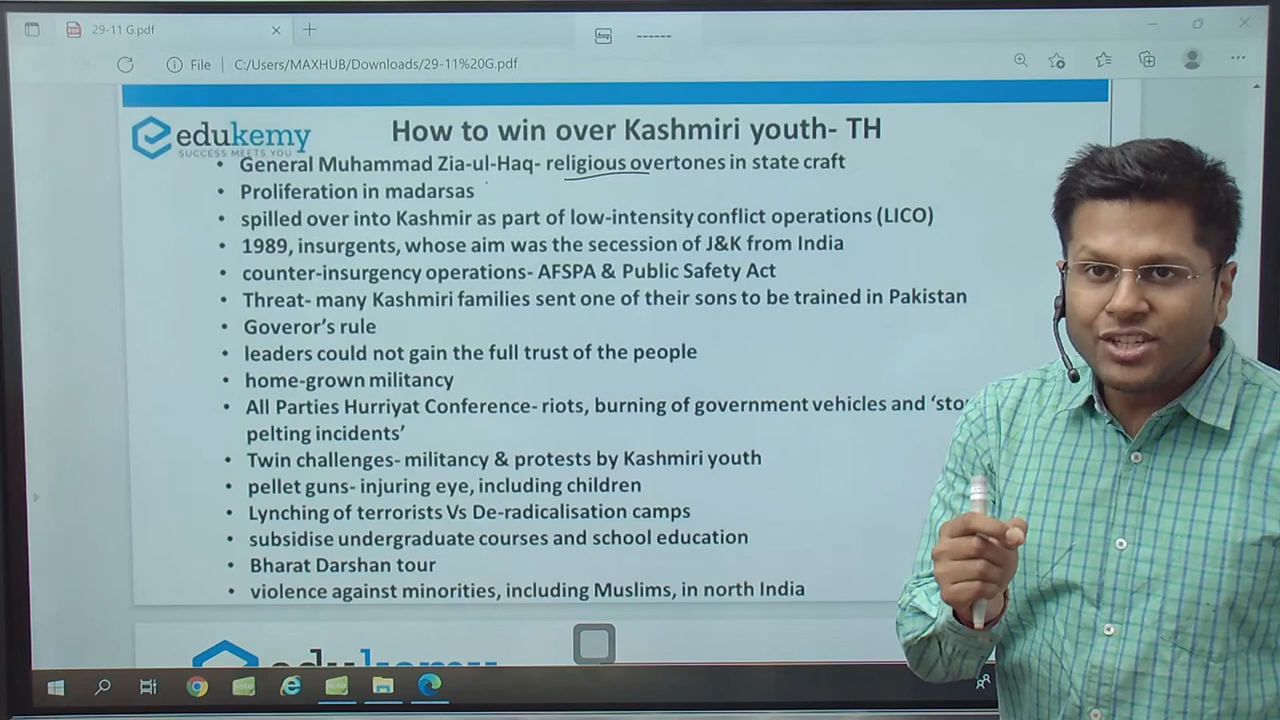 29-11 G.pdf
File
C:/Users/MAXHUB/Downloads/29-11%20G.pdf
edukemy
SUCCESS MEETS YOU
How to win over Kashmiri youth- TH
• General Muhammad Zia-ul-Haq- religious overtones in state craft
• Proliferation in madarsas
• spilled over into Kashmir as part of low-intensity conflict operations (LICO)
• 1989, insurgents, whose aim was the secession of J&K from India
• counter-insurgency operations- AFSPA & Public Safety Act
• Threat- many Kashmiri families sent one of their sons to be trained in Pakistan
• Goveror's rule
• leaders could not gain the full trust of the people
• home-grown militancy
• All Parties Hurriyat Conference- riots, burning of government vehicles and
pelting incidents'
• Twin challenges- militancy & protests by Kashmiri youth
• pellet guns- injuring eye, including children
• Lynching of terrorists Vs De-radicalisation camps
• subsidise undergraduate courses and school education
• Bharat Darshan tour
• violence against minorities, including Muslims, in north India
edukemy